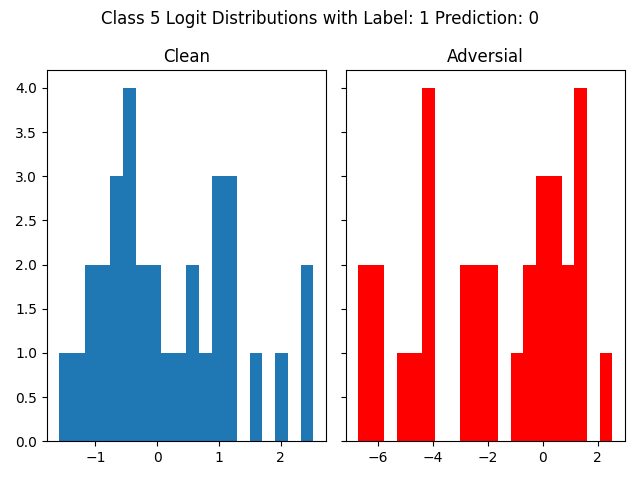 Class 5 Logit Distributions with Label: 1 Prediction: 0
Clean
Adversial
4.0
3.5
3.0
2.5
2.0
1.5
1.0
0.5
0.0
−1 0 1 2
−6 −4 −2 0 2